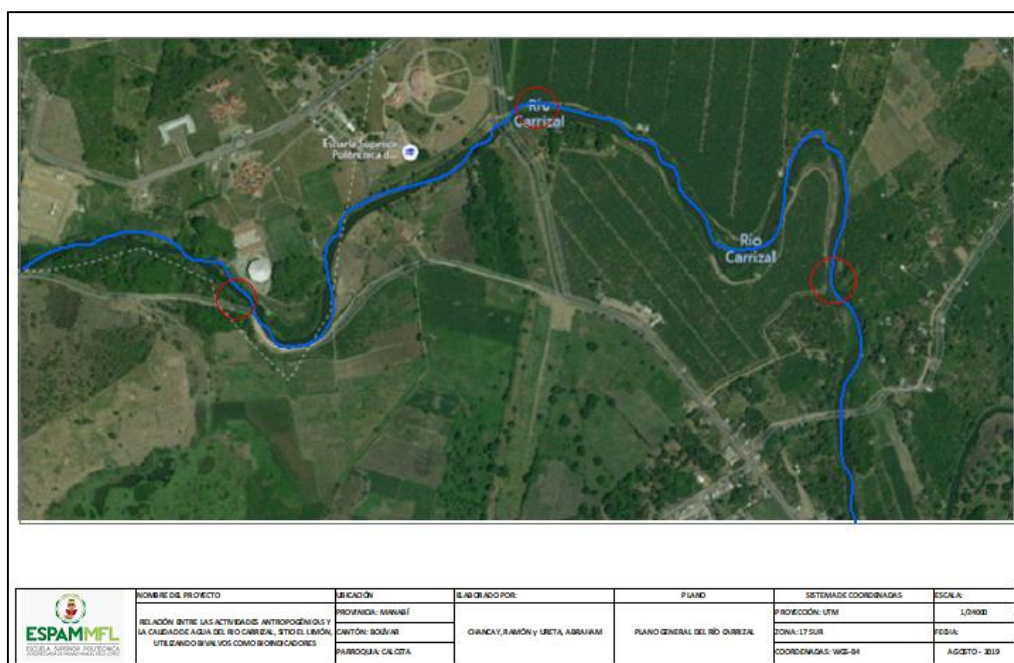 Río
Carrizal
Escuela Superior
Politécnica d...
Río
Carrizal
NOMBRE DEL PROYECTO
RELACIÓN ENTRE LAS ACTIVIDADES ANTROPOGÉNICAS Y
LA CALIDAD DE AGUA DEL RIO CARRIZAL, SITIO EL LIMÓN,
UTILIZANDO BIVALVOS COMO BIOINDICADORES
UBICACIÓN
PROVINCIA: MANABÍ
CANTÓN: BOLÍVAR
PARROQUIA: CALCETA
ELABORADO POR:
CHANCAY, RAMÓN y URETA, ABRAHAM
PLANO
PLANO GENERAL DEL RÍO CARRIZAL
SISTEMA DE COORDENADAS
PROYECCIÓN: UTM
ZONA: 17 SUR
COORDENADAS: WGS-84
ESCALA:
1/24000
FECHA:
AGOSTO - 2019
ESPAMMFL
ESCUELA SUPERIOR POLITÉCNICA